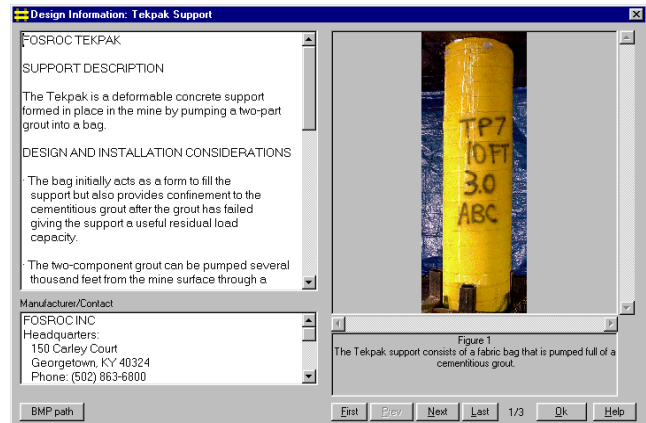 Design Information: Tekpak Support
FOSROC TEKPAK
SUPPORT DESCRIPTION
The Tekpak is a deformable concrete support
formed in place in the mine by pumping a two-part
grout into a bag.
DESIGN AND INSTALLATION CONSIDERATIONS
· The bag initially acts as a form to fill the
support but also provides confinement to the
cementitious grout after the grout has failed
giving the support a useful residual load
capacity.
· The two-component grout can be pumped several
thousand feet from the mine surface through a
Manufacturer/Contact
FOSROC INC
Headquarters:
150 Carley Court
Georgetown, KY 40324
Phone: (502) 863-6800
BMP path
TP7
10FT
3.0
ABC
Figure 1
The Tekpak support consists of a fabric bag that is pumped full of a
cementitious grout.
First Prev Next Last 1/3 Ok Help